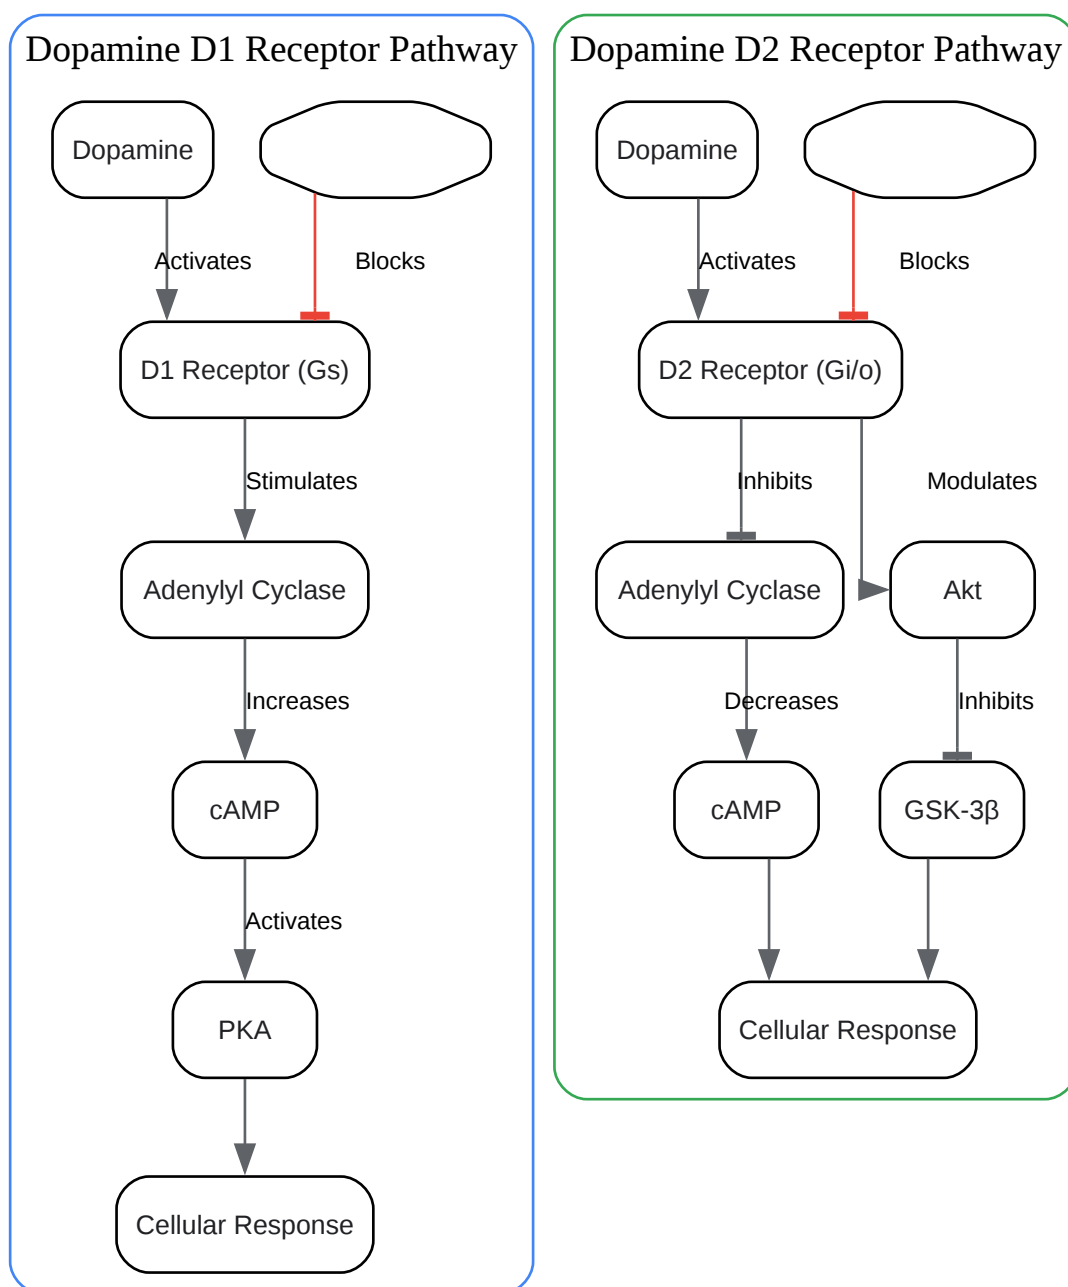 Dopamine D1 Receptor Pathway
Dopamine
Activates
Blocks
D1 Receptor (Gs)
Stimulates
Adenylyl Cyclase
Increases
cAMP
Activates
PKA
Cellular Response
Dopamine D2 Receptor Pathway
Dopamine
Activates
Blocks
D2 Receptor (Gi/o)
Inhibits
Modulates
Adenylyl Cyclase
Akt
Decreases
Inhibits
cAMP
GSK-3β
Cellular Response